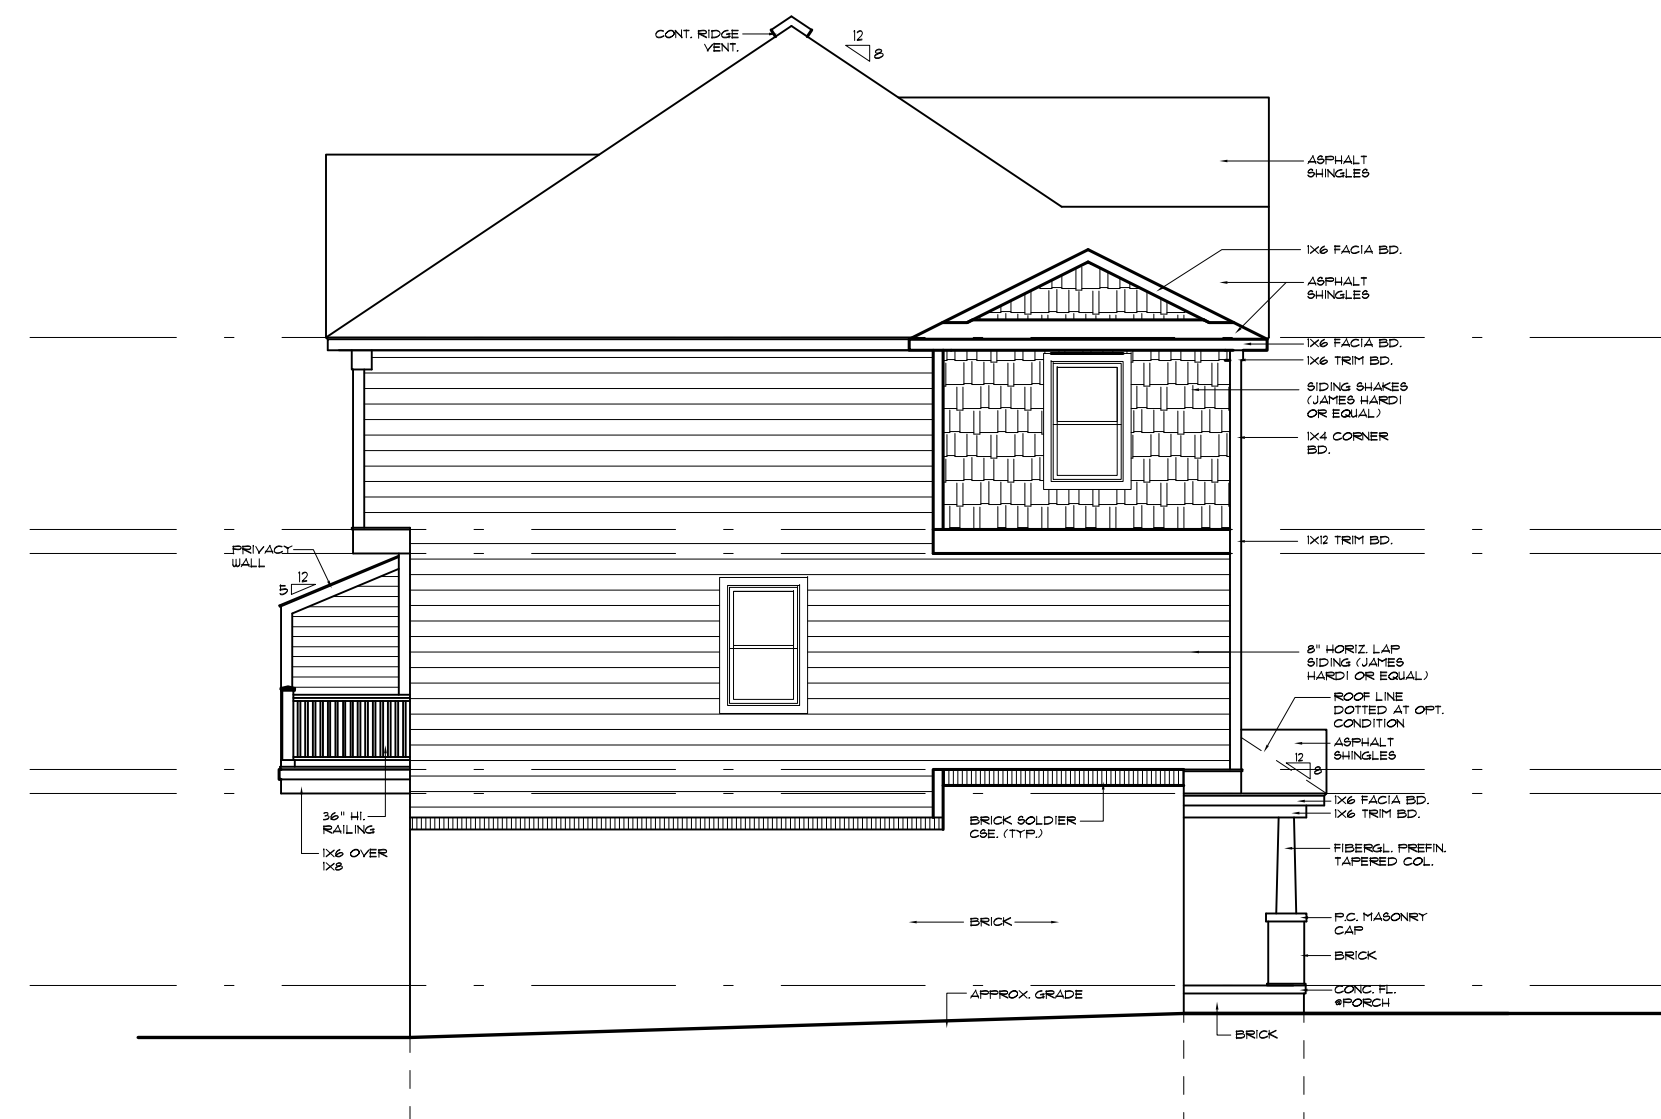 CONT. RIDGE
VENT.
12
8
ASPHALT
SHINGLES
1X6 FACIA BD.
ASPHALT
SHINGLES
1X6 FACIA BD.
1X6 TRIM BD.
SIDING SHAKES
(JAMES HARDI
OR EQUAL)
1X4 CORNER
BD.
1X12 TRIM BD.
PRIVACY
WALL
12
5
8" HORIZ. LAP
SIDING (JAMES
HARDI OR EQUAL)
ROOF LINE
DOTTED AT OPT.
CONDITION
ASPHALT
SHINGLES
12
8
1X6 FACIA BD.
1X6 TRIM BD.
36" HI.
RAILING
BRICK SOLDIER
CSE. (TYP.)
1X6 OVER
1X8
FIBERGL. PREFIN.
TAPERED COL.
BRICK
P.C. MASONRY
CAP
BRICK
APPROX. GRADE
CONC. FL.
@PORCH
BRICK